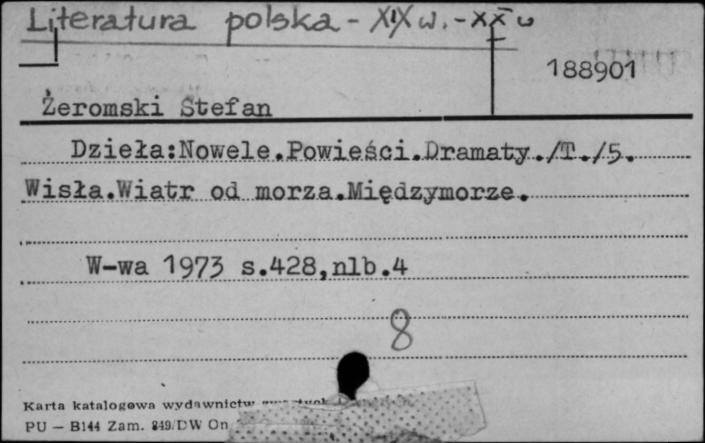 Literatura polska - XIX w. - XX w
188901
Żeromski Stefan
Dzieła:Nowele.Powieści.Dramaty./T./5.
Wisła.Wiatr od morza.Międzymorze.
W-wa 1973 s.428,nlb.4
8
Karta katalogowa wydawnictw
PU — B144 Zam. 849/DW On